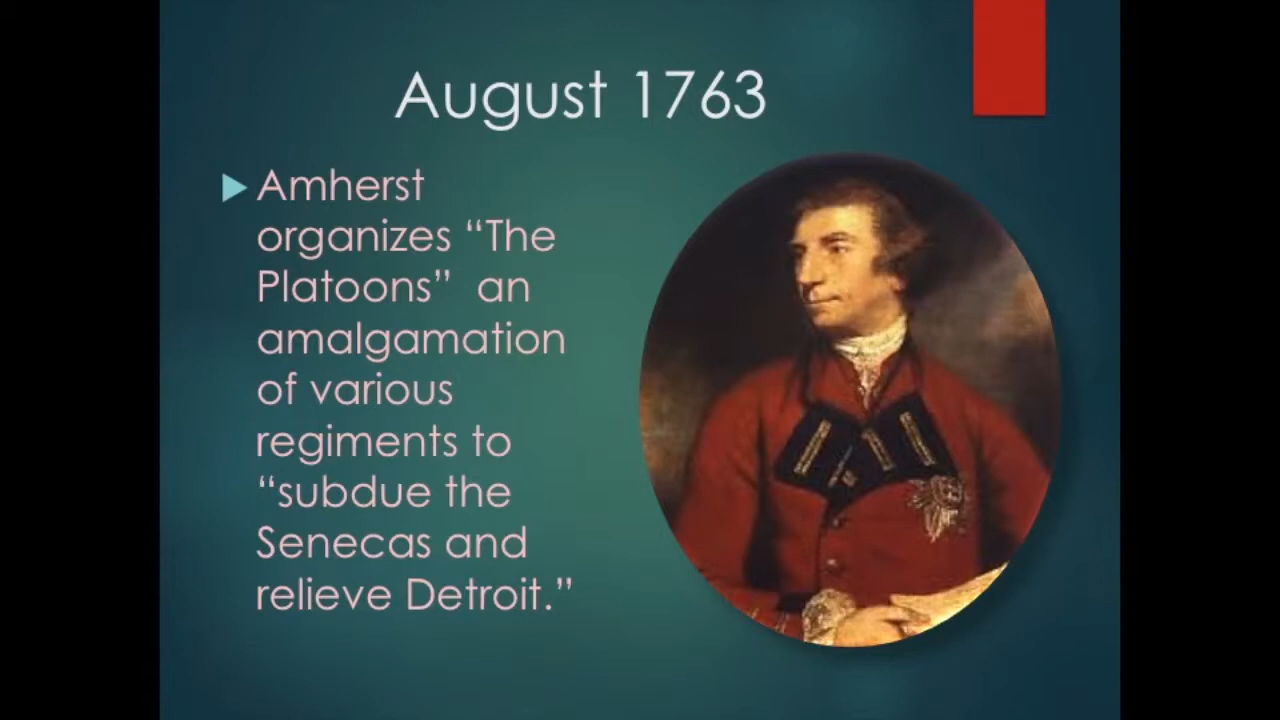 August 1763
Amherst
organizes “The
Platoons”  an
amalgamation
of various
regiments to
“subdue the
Senecas and
relieve Detroit.”